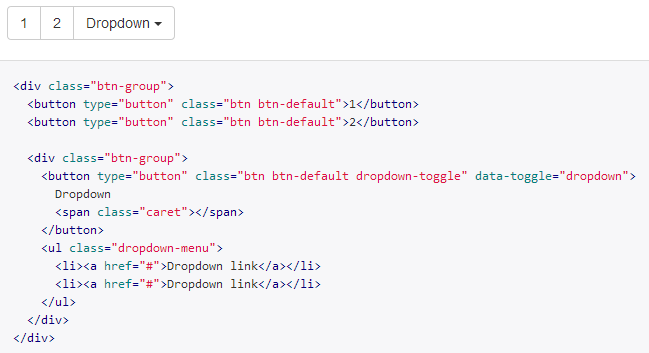 1 2 Dropdown
<div class="btn-group">
  <button type="button" class="btn btn-default">1</button>
  <button type="button" class="btn btn-default">2</button>

  <div class="btn-group">
    <button type="button" class="btn btn-default dropdown-toggle" data-toggle="dropdown">
      Dropdown
      <span class="caret"></span>
    </button>
    <ul class="dropdown-menu">
      <li><a href="#">Dropdown link</a></li>
      <li><a href="#">Dropdown link</a></li>
    </ul>
  </div>
</div>